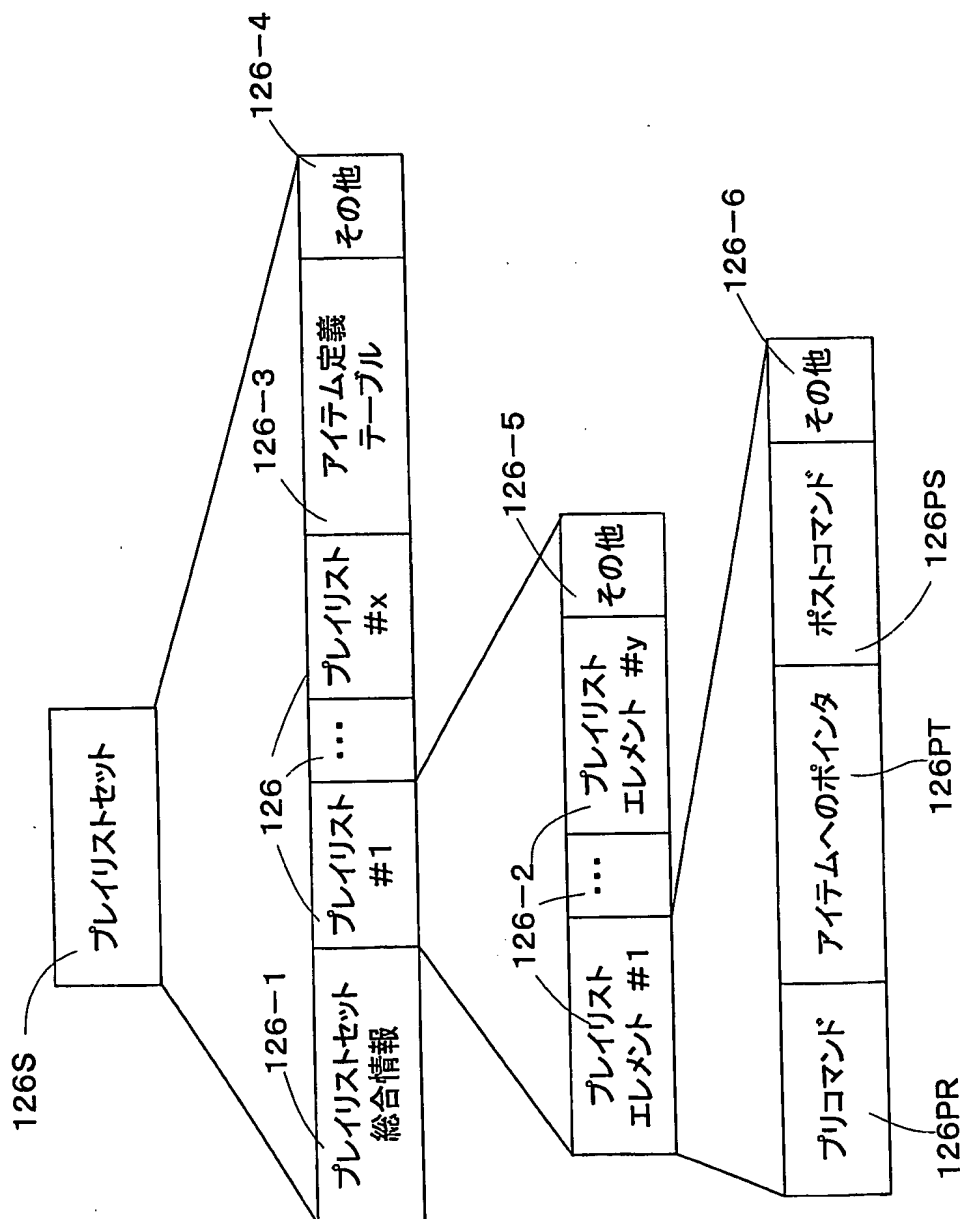 126S
プレイリストセット
126-1
126
126-3
126-4
プレイリストセット
総合情報
プレイリスト
#1
...
プレイリスト
#x
アイテム定義
テーブル
その他
126-2
126-5
プレイリスト
エレメント #1
...
プレイリスト
エレメント #y
その他
126-6
プリコマンド
アイテムへのポインタ
ポストコマンド
その他
126PR
126PT
126PS